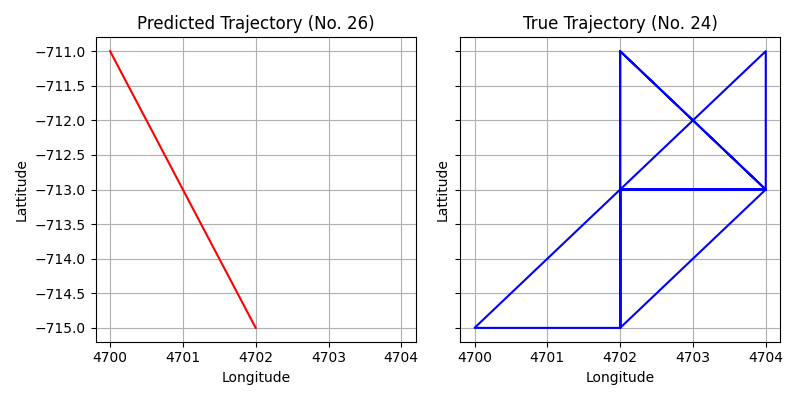 Predicted Trajectory (No. 26)
True Trajectory (No. 24)
Lattitude
−711.0
−711.5
−712.0
−712.5
−713.0
−713.5
−714.0
−714.5
−715.0
4700 4701 4702 4703 4704
Longitude
Lattitude
4700 4701 4702 4703 4704
Longitude